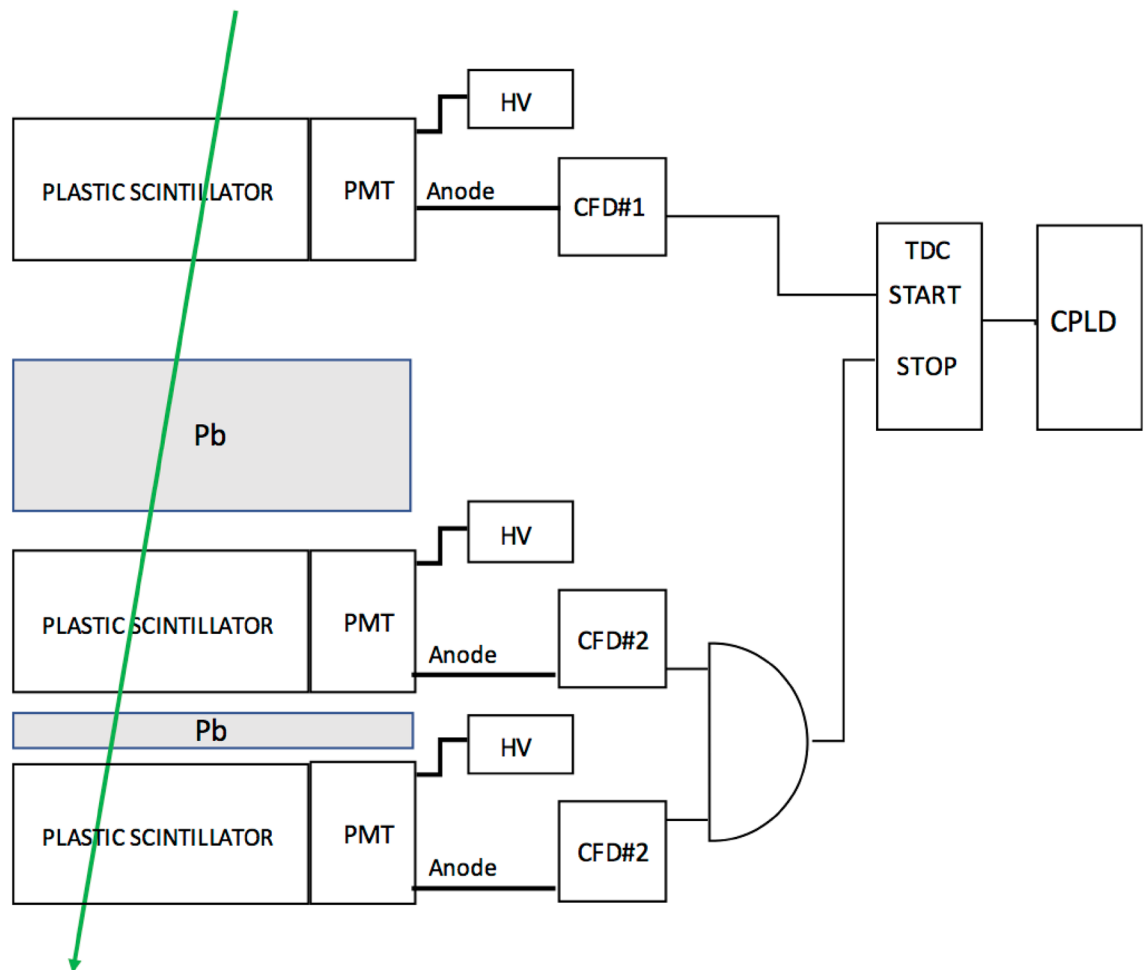 HV
PLASTIC SCINTILLATOR
PMT
Anode
CFD#1
TDC
START
STOP
CPLD
Pb
HV
PLASTIC SCINTILLATOR
PMT
Anode
CFD#2
Pb
HV
PLASTIC SCINTILLATOR
PMT
Anode
CFD#2